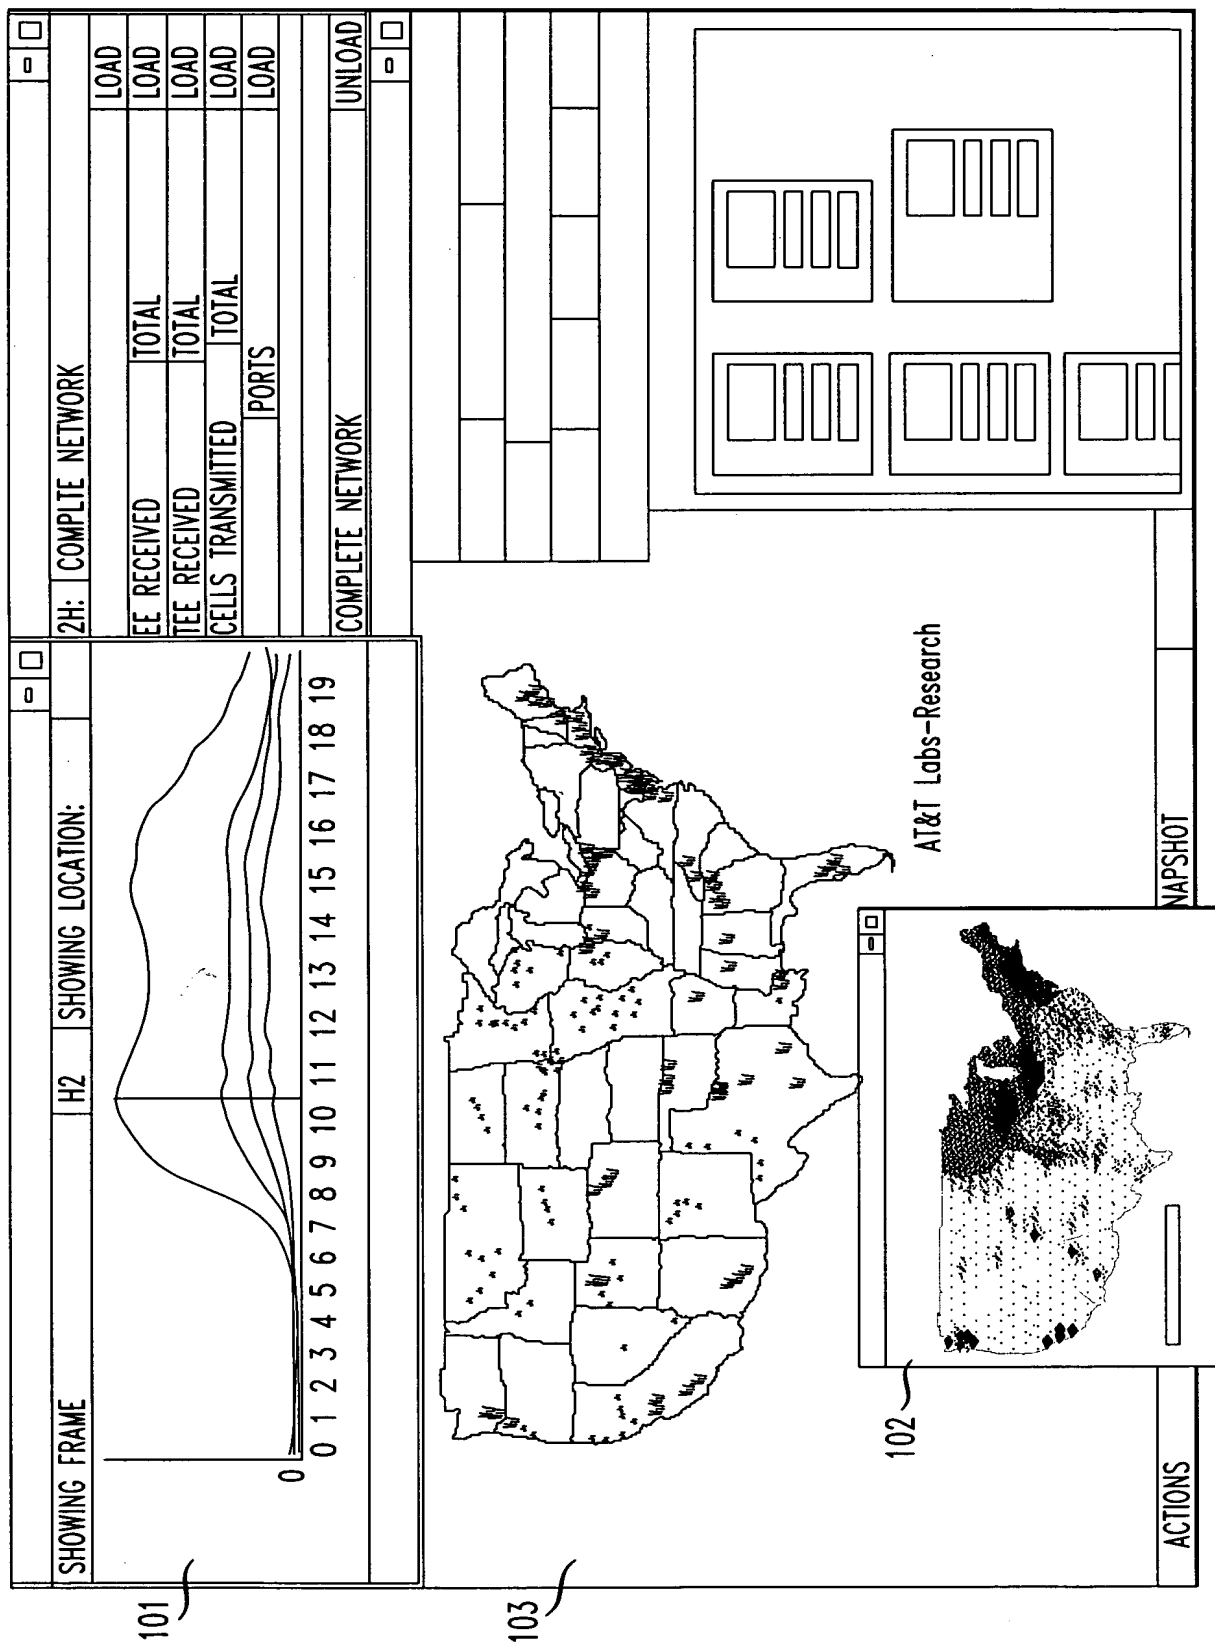 SHOWING FRAME H2 SHOWING LOCATION:
0
0 1 2 3 4 5 6 7 8 9 10 11 12 13 14 15 16 17 18 19
101
2H: COMPLTE NETWORK
LOAD
EE RECEIVED TOTAL LOAD
TEE RECEIVED TOTAL LOAD
CELLS TRANSMITTED TOTAL LOAD
PORTS LOAD
COMPLETE NETWORK UNLOAD
103
AT&T Labs-Research
102
ACTIONS NAPSHOT